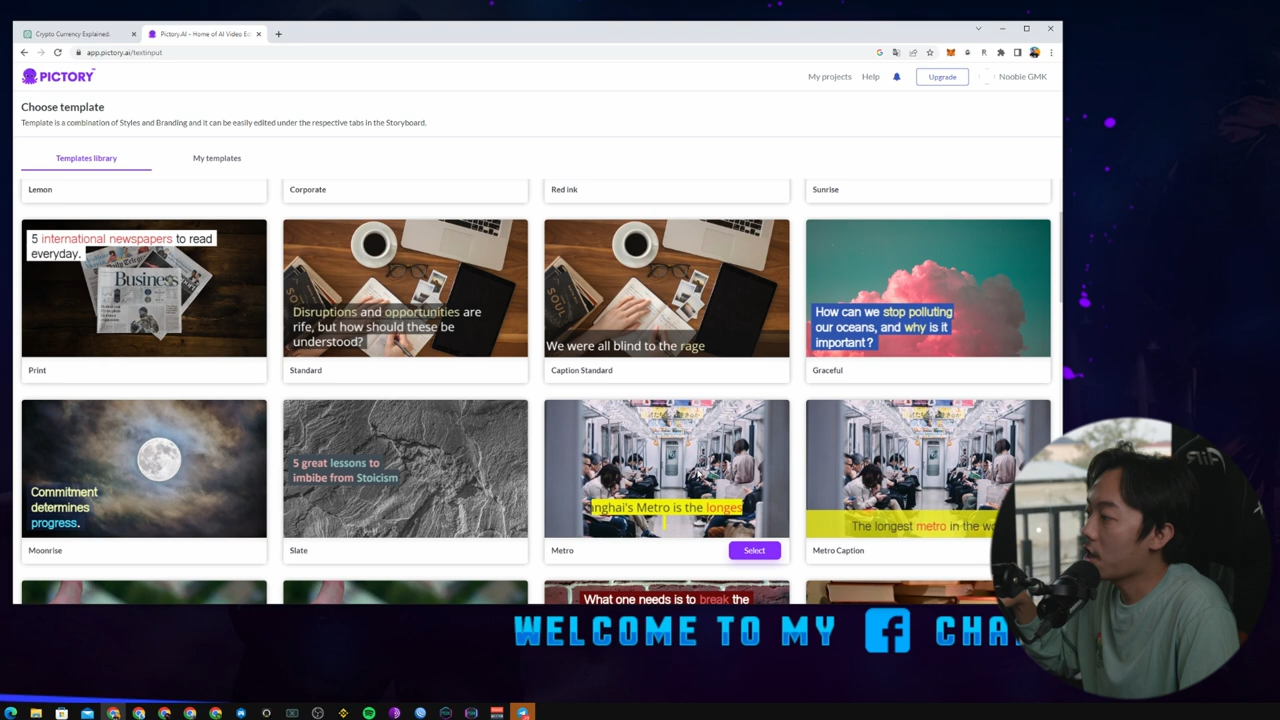 Crypto Currency Explained.
Pictory.AI - Home of AI Video Ed
app.pictory.ai/textinput
PICTORY
My projects
Help
Upgrade
Noobie GMK
Choose template
Template is a combination of Styles and Branding and it can be easily edited under the respective tabs in the Storyboard.
Templates library
My templates
Lemon
Corporate
Red ink
Sunrise
5 international newspapers to read
everyday.
Business
Disruptions and opportunities are
rife, but how should these be
understood?
SOUL
We were all blind to the rage
How can we stop polluting
our oceans, and why is it
important?
Print
Standard
Caption Standard
Graceful
Commitment
determines
progress.
5 great lessons to
imbibe from Stoicism
anghai's Metro is the longes
The longest metro in the wo
Moonrise
Slate
Metro
Select
Metro Caption
What one needs is to break the
WELCOME TO MY
CHA